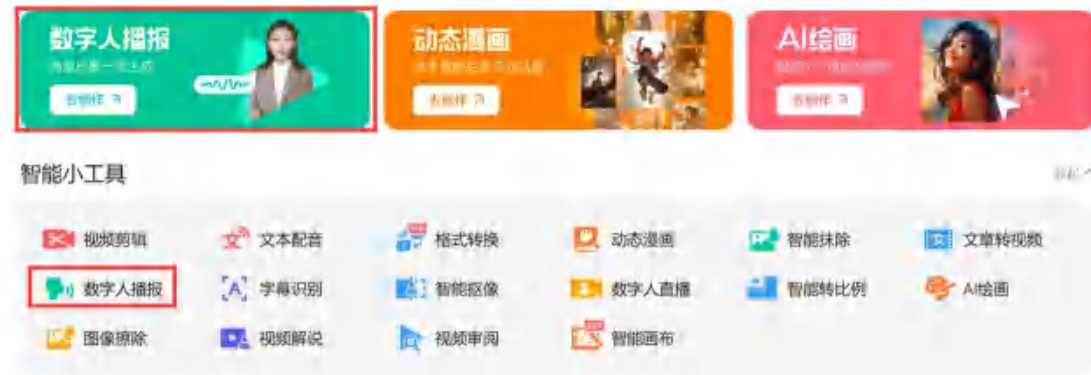 数字人播报
动态漫画
AI绘画
去创作
去创作
去创作
智能小工具
视频剪辑
文本配音
格式转换
动态漫画
智能抹除
文章转视频
数字人播报
字幕识别
智能抠像
数字人直播
智能转比例
AI绘画
图像擦除
视频解说
视频审阅
智能画布